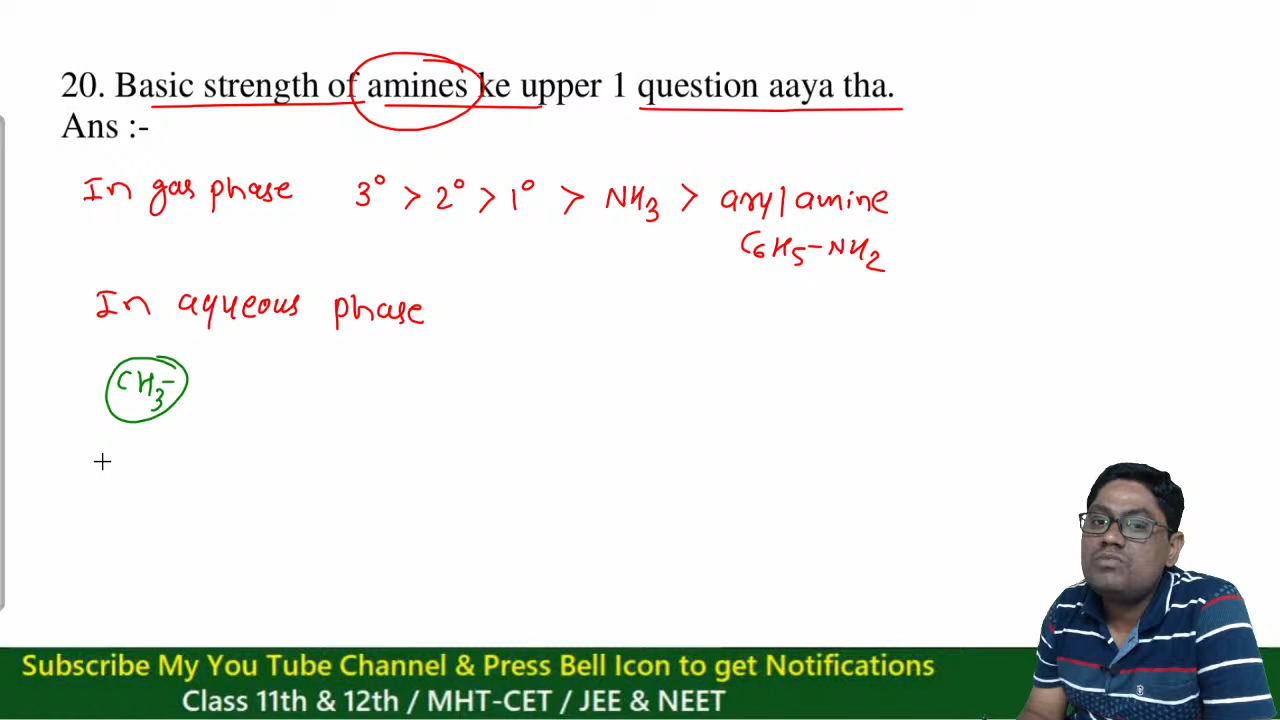 20. Basic strength of amines ke upper 1 question aaya tha.
Ans :-
In gas phase 3° > 2° > 1° > NH₃ > arylamine
C₆H₅-NH₂
In aqueous phase
CH₃-
Subscribe My You Tube Channel & Press Bell Icon to get Notifications
Class 11th & 12th / MHT-CET / JEE & NEET